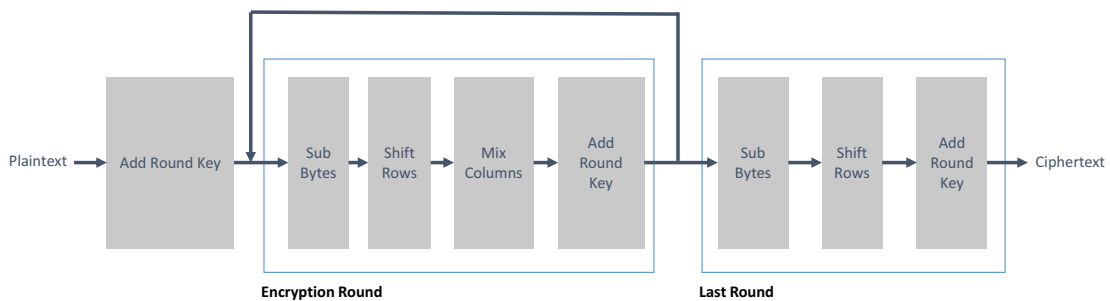 Plaintext
Add Round Key
Sub
Bytes
Shift
Rows
Mix
Columns
Add
Round
Key
Sub
Bytes
Shift
Rows
Add
Round
Key
Ciphertext
Encryption Round
Last Round